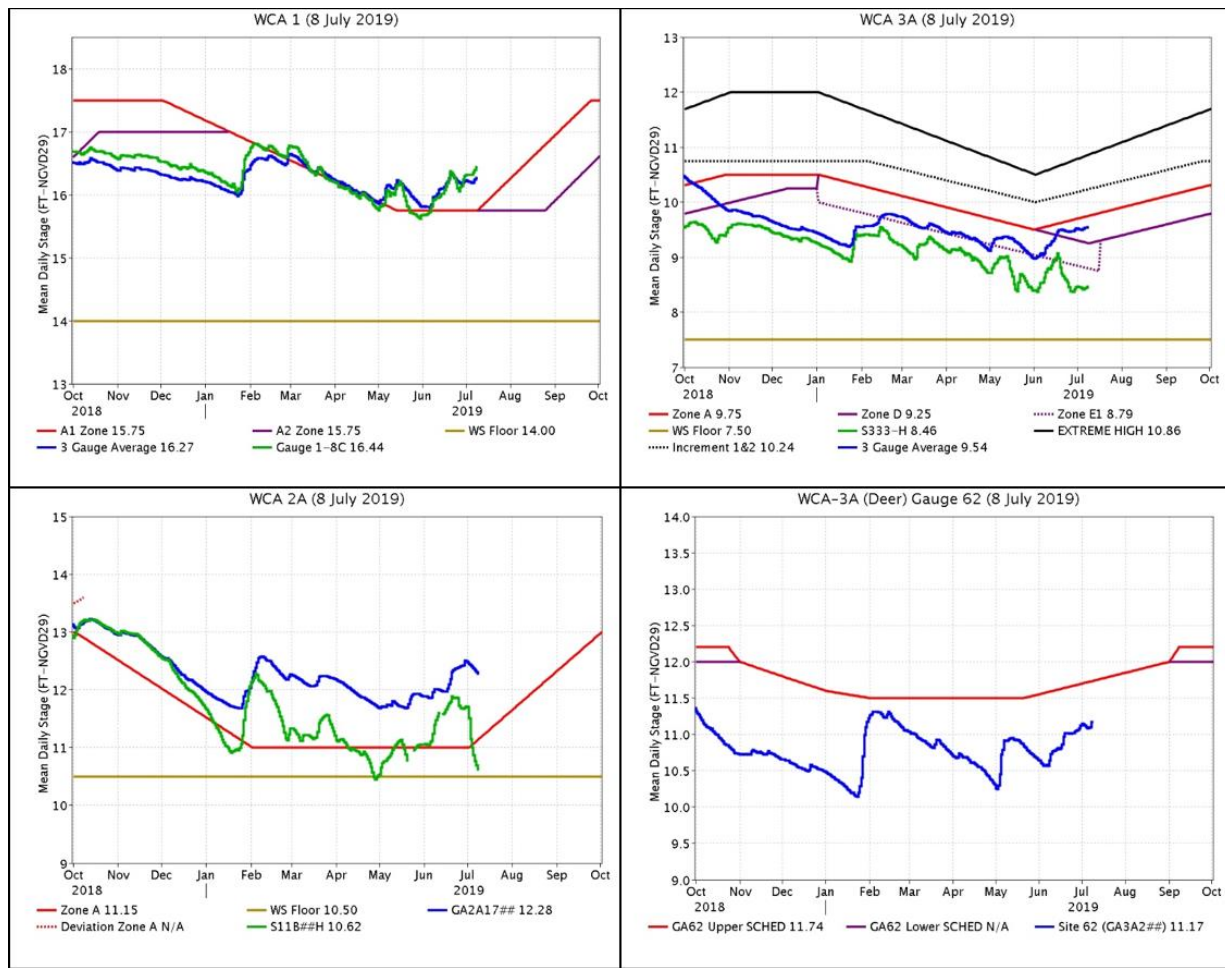 WCA 1 (8 July 2019)
Mean Daily Stage (FT-NGVD29)
18
17
16
15
14
13
Oct Nov Dec Jan Feb Mar Apr May Jun Jul Aug Sep Oct
2018 2019
A1 Zone 15.75 A2 Zone 15.75 WS Floor 14.00
3 Gauge Average 16.27 Gauge 1-8C 16.44
WCA 3A (8 July 2019)
Mean Daily Stage (FT-NGVD29)
13
12
11
10
9
8
7
Oct Nov Dec Jan Feb Mar Apr May Jun Jul Aug Sep Oct
2018 2019
Zone A 9.75 Zone D 9.25 Zone E1 8.79
WS Floor 7.50 S333-H 8.46 EXTREME HIGH 10.86
Increment 1&2 10.24 3 Gauge Average 9.54
WCA 2A (8 July 2019)
Mean Daily Stage (FT-NGVD29)
15
14
13
12
11
10
9
Oct Nov Dec Jan Feb Mar Apr May Jun Jul Aug Sep Oct
2018 2019
Zone A 11.15 WS Floor 10.50 GA2A17## 12.28
Deviation Zone A N/A S11B##H 10.62
WCA-3A (Deer) Gauge 62 (8 July 2019)
Mean Daily Stage (FT-NGVD29)
14.0
13.5
13.0
12.5
12.0
11.5
11.0
10.5
10.0
9.5
9.0
Oct Nov Dec Jan Feb Mar Apr May Jun Jul Aug Sep Oct
2018 2019
GA62 Upper SCHED 11.74 GA62 Lower SCHED N/A Site 62 (GA3A2##) 11.17